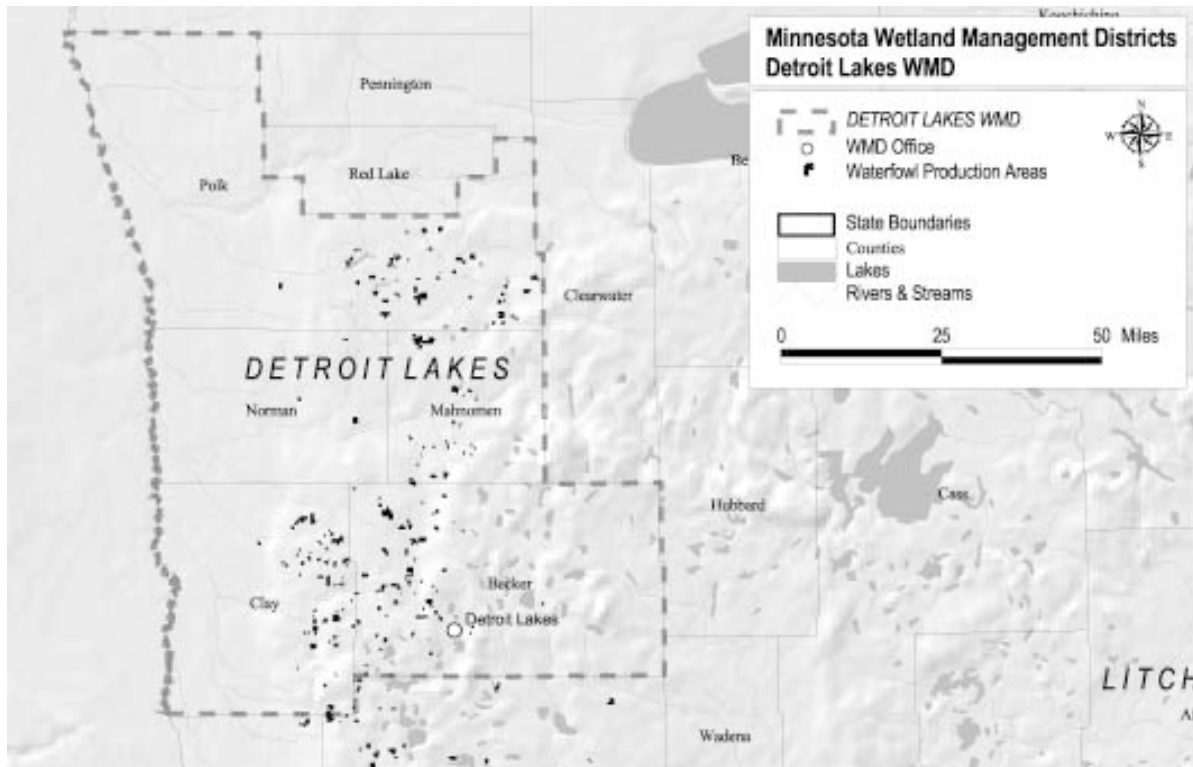 Minnesota Wetland Management Districts
Detroit Lakes WMD
DETROIT LAKES WMD
WMD Office
Waterfowl Production Areas
State Boundaries
Counties
Lakes
Rivers & Streams
0 25 50 Miles
N
W E
S
Pennington
Polk
Red Lake
Be
Clearwater
DETROIT LAKES
Norman
Mahnomen
Hubbard
Cass
Becker
Clay
Detroit Lakes
LITCH
Wadena